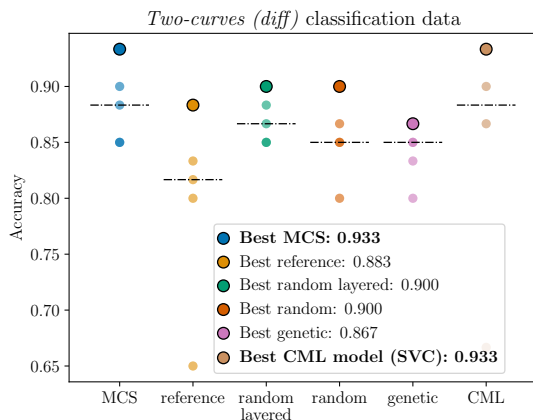 Two-curves (diff) classification data
Accuracy
0.90
0.85
0.80
0.75
0.70
0.65
Best MCS: 0.933
Best reference: 0.883
Best random layered: 0.900
Best random: 0.900
Best genetic: 0.867
Best CML model (SVC): 0.933
MCS reference random random genetic CML
layered